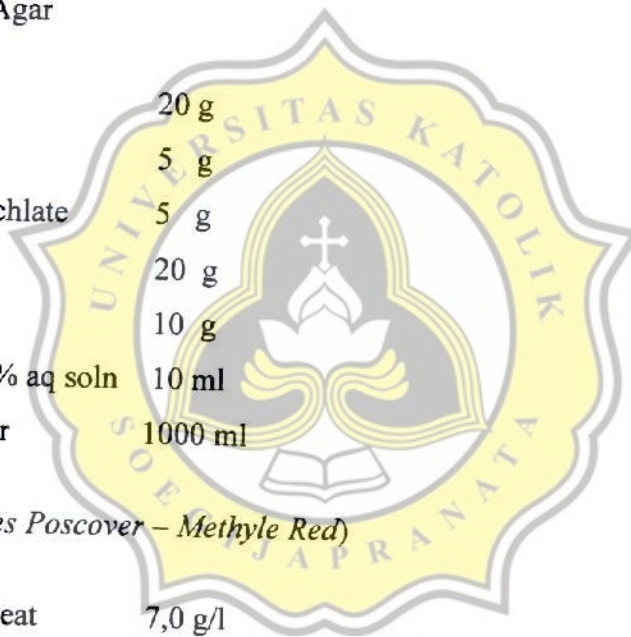 Agar
20 g
5 g
chlate 5 g
20 g
10 g
% aq soln 10 ml
r 1000 ml
es Poscover – Methyle Red)
eat 7,0 g/l
UNIVERSITAS KATOLIK
SOEGIJAPRANATA